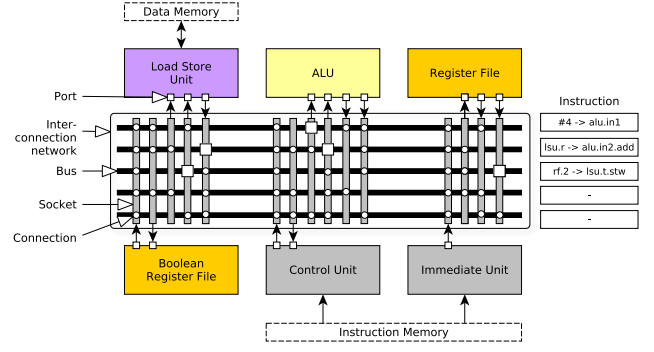 Data Memory
Load Store
Unit
ALU
Register File
Port
Inter-
connection
network
Bus
Socket
Connection
Instruction
#4 -> alu.in1
lsu.r -> alu.in2.add
rf.2 -> lsu.t.stw
-
-
Boolean
Register File
Control Unit
Immediate Unit
Instruction Memory